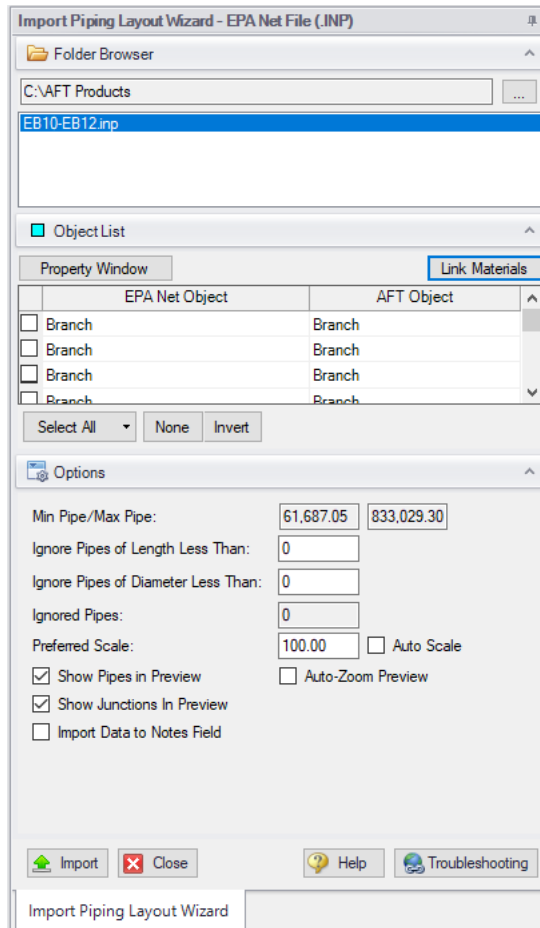 Import Piping Layout Wizard - EPA Net File (.INP)
Folder Browser
C:\AFT Products
...
EB10-EB12.inp
Object List
Property Window Link Materials
EPA Net Object AFT Object
Branch Branch
Branch Branch
Branch Branch
Branch Branch
Select All None Invert
Options
Min Pipe/Max Pipe: 61,687.05 833,029.30
Ignore Pipes of Length Less Than: 0
Ignore Pipes of Diameter Less Than: 0
Ignored Pipes: 0
Preferred Scale: 100.00 Auto Scale
Show Pipes in Preview Auto-Zoom Preview
Show Junctions In Preview
Import Data to Notes Field
Import Close Help Troubleshooting
Import Piping Layout Wizard